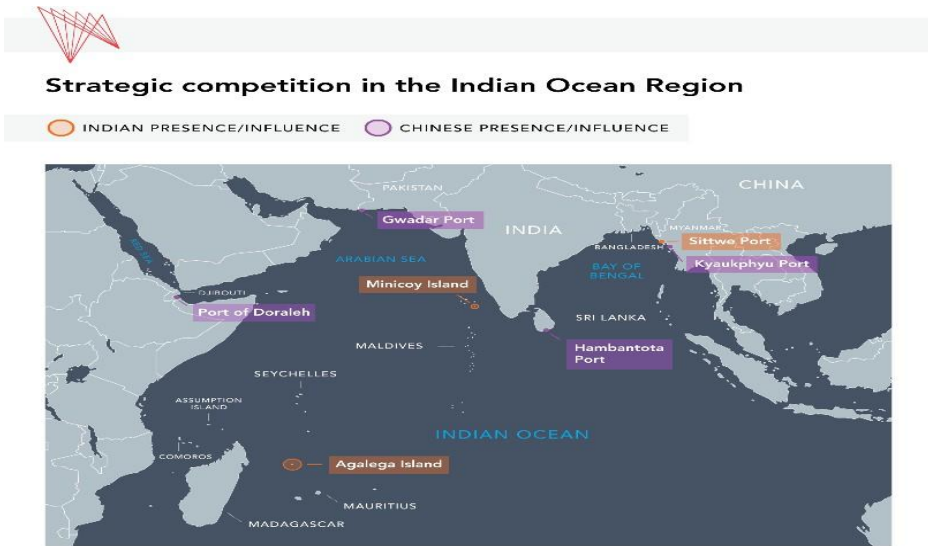 Strategic competition in the Indian Ocean Region
INDIAN PRESENCE/INFLUENCE
CHINESE PRESENCE/INFLUENCE
CHINA
PAKISTAN
Gwadar Port
INDIA
MYANMAR
Sittwe Port
BANGLADESH
Kyaukphyu Port
RED SEA
ARABIAN SEA
BAY OF
BENGAL
Minicoy Island
DJIBOUTI
Port of Doraleh
SRI LANKA
MALDIVES
Hambantota
Port
SEYCHELLES
ASSUMPTION
ISLAND
INDIAN OCEAN
COMOROS
Agalega Island
MAURITIUS
MADAGASCAR